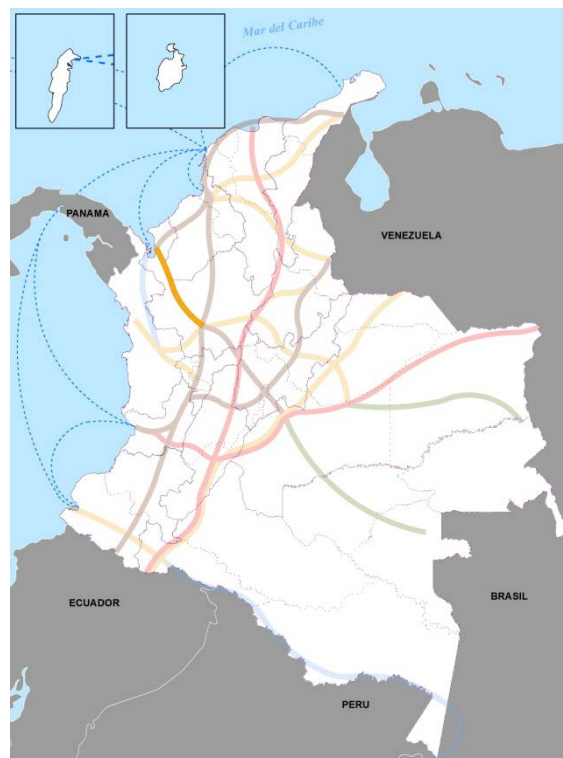 Mar del Caribe
PANAMA
VENEZUELA
ECUADOR
BRASIL
PERU